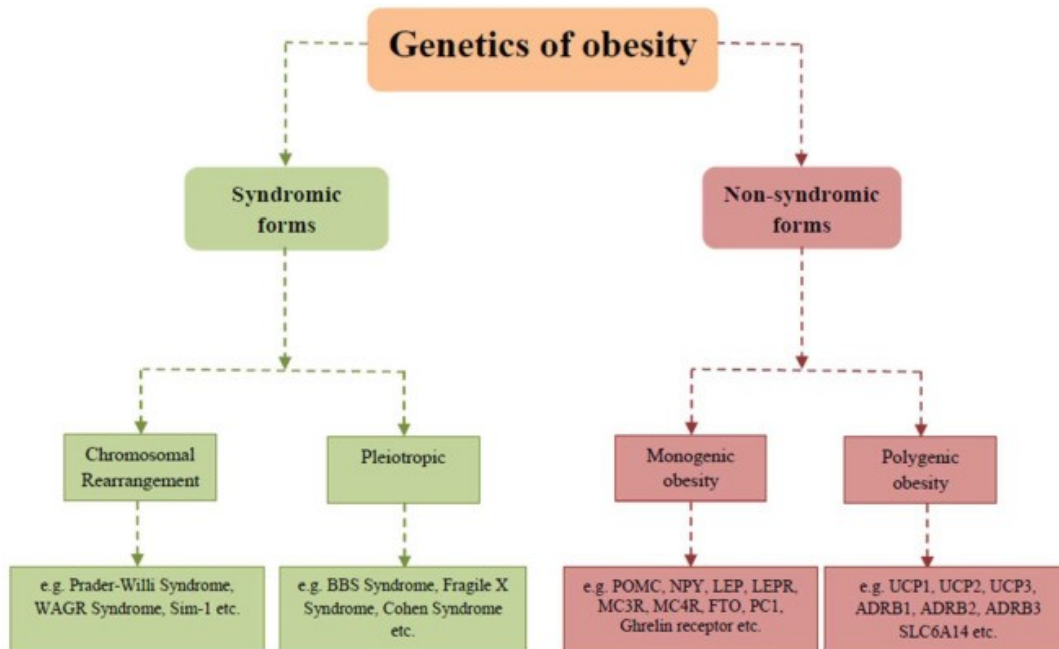 Genetics of obesity
Syndromic
forms
Non-syndromic
forms
Chromosomal
Rearrangement
Pleiotropic
Monogenic
obesity
Polygenic
obesity
e.g. Prader-Willi Syndrome,
WAGR Syndrome, Sim-1 etc.
e.g. BBS Syndrome, Fragile X
Syndrome, Cohen Syndrome
etc.
e.g. POMC, NPY, LEP, LEPR,
MC3R, MC4R, FTO, PC1,
Ghrelin receptor etc.
e.g. UCP1, UCP2, UCP3,
ADRB1, ADRB2, ADRB3
SLC6A14 etc.